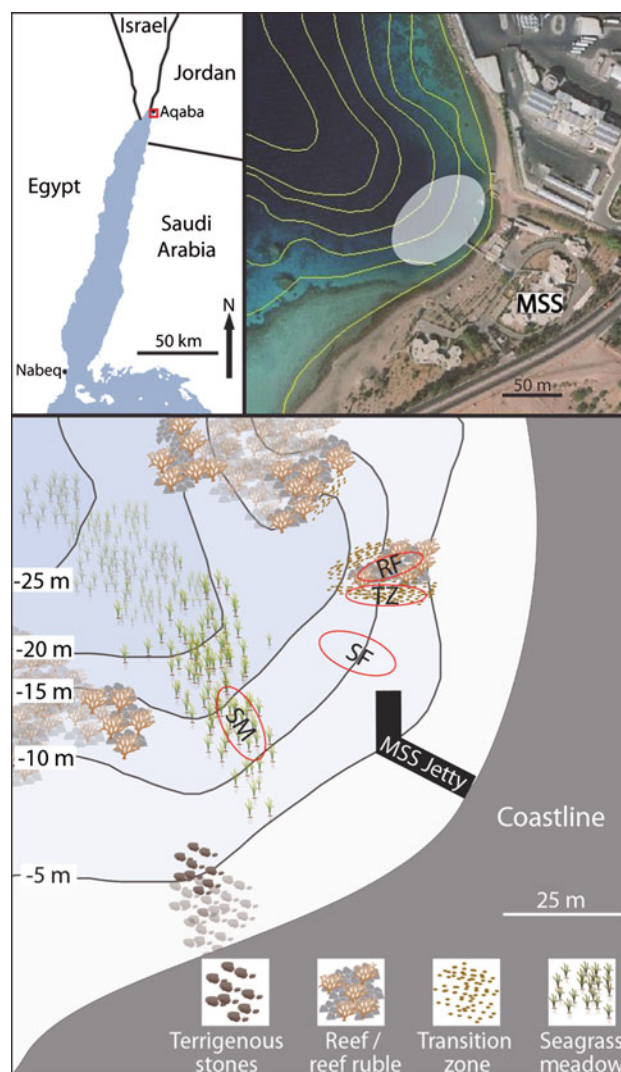 Israel
Jordan
Aqaba
Egypt
Saudi
Arabia
N
50 km
Nabeq
MSS
50 m
RF
TZ
SF
SM
-25 m
-20 m
-15 m
-10 m
-5 m
MSS Jetty
Coastline
25 m
Terrigenous
stones
Reef /
reef ruble
Transition
zone
Seagrass
meadow